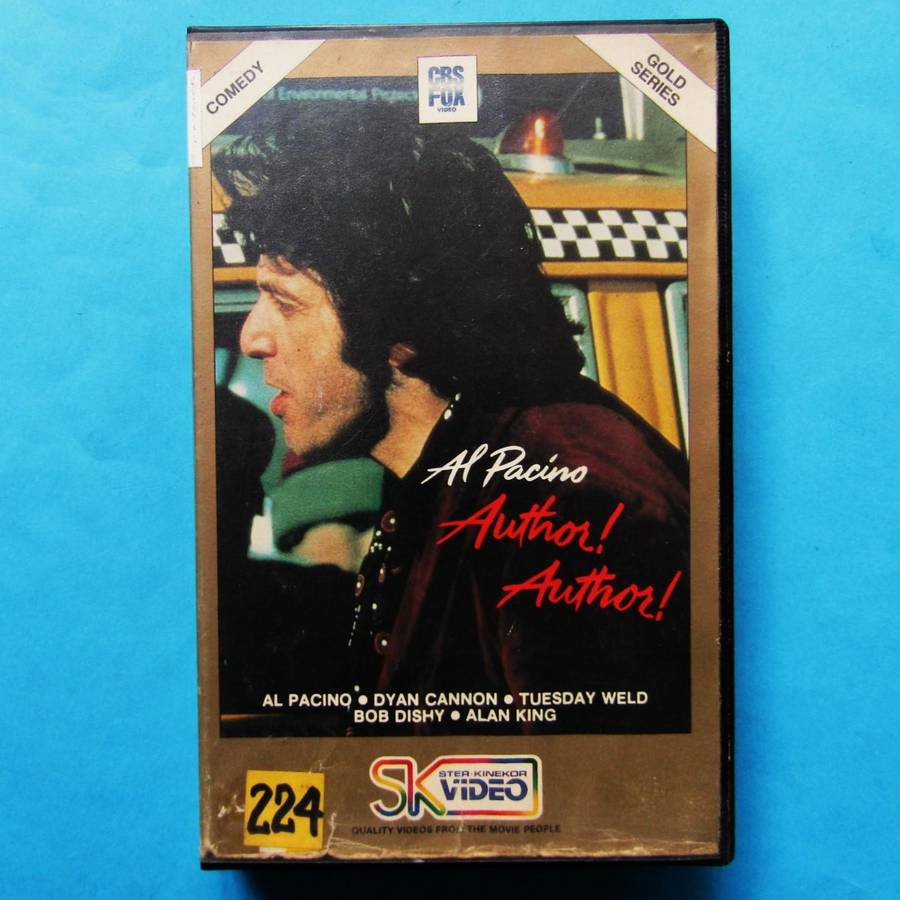 COMEDY
CBS
FOX
VIDEO
GOLD
SERIES
Environmental
Al Pacino
Author!
Author!
AL PACINO • DYAN CANNON • TUESDAY WELD
BOB DISHY • ALAN KING
SK
STER-KINEKOR
VIDEO
QUALITY VIDEOS FROM THE MOVIE PEOPLE
224